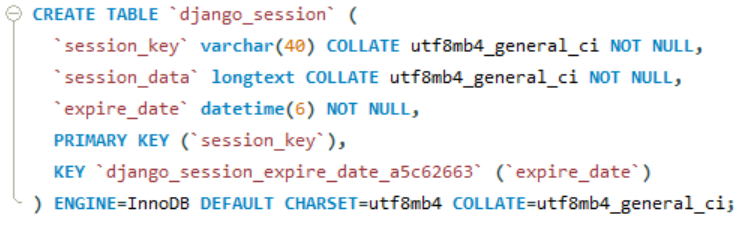 CREATE TABLE `django_session` (
  `session_key` varchar(40) COLLATE utf8mb4_general_ci NOT NULL,
  `session_data` longtext COLLATE utf8mb4_general_ci NOT NULL,
  `expire_date` datetime(6) NOT NULL,
  PRIMARY KEY (`session_key`),
  KEY `django_session_expire_date_a5c62663` (`expire_date`)
) ENGINE=InnoDB DEFAULT CHARSET=utf8mb4 COLLATE=utf8mb4_general_ci;